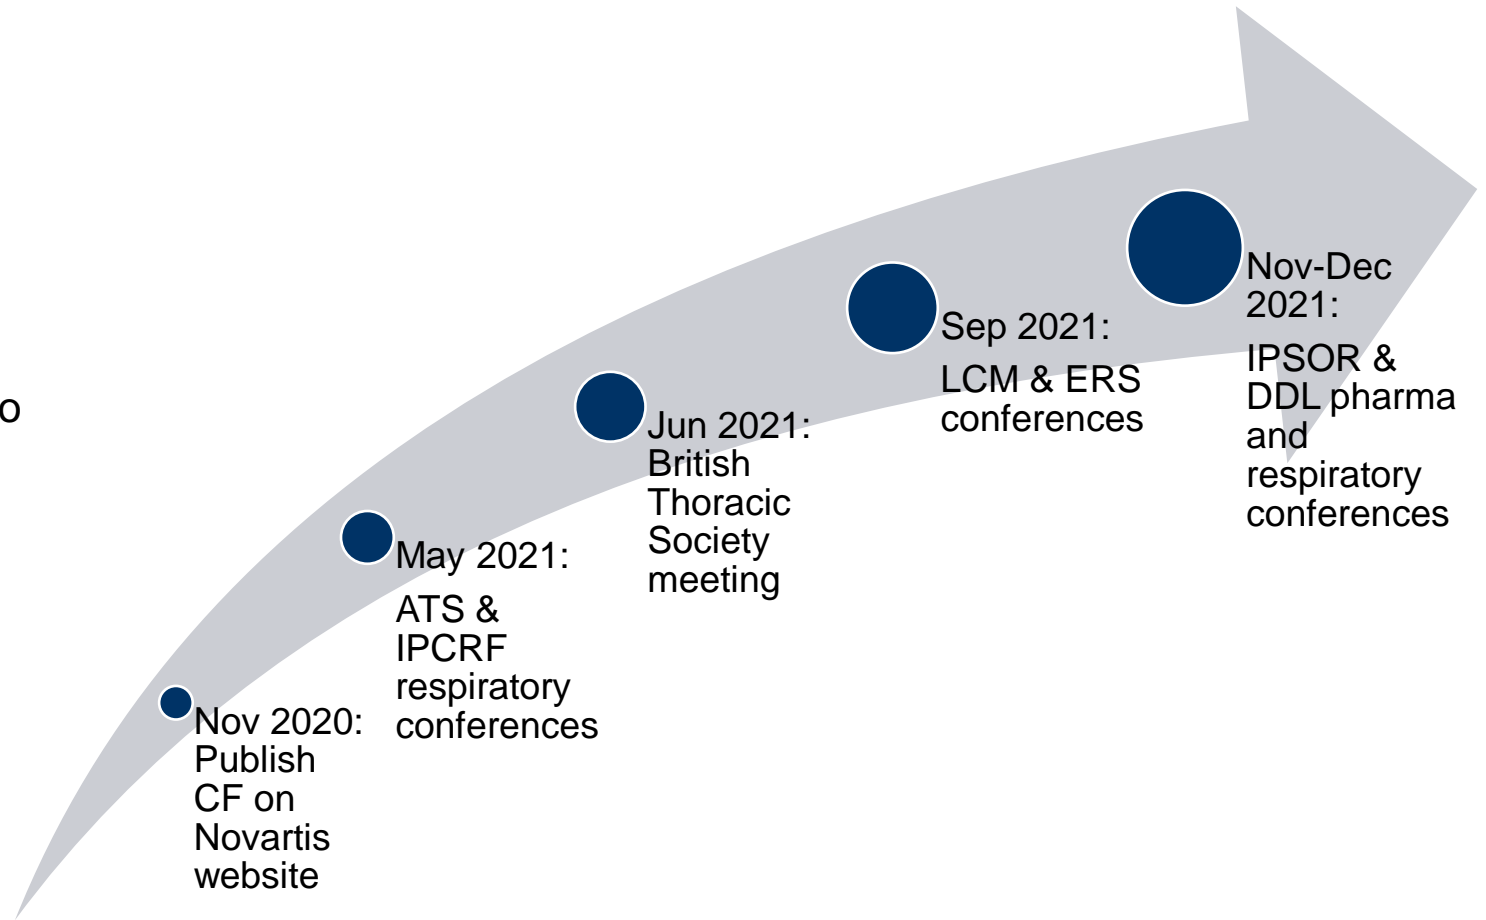 o
Nov 2020:
Publish
CF on
Novartis
website
May 2021:
ATS &
IPCRF
respiratory
conferences
Jun 2021:
British
Thoracic
Society
meeting
Sep 2021:
LCM & ERS
conferences
Nov-Dec
2021:
IPSOR &
DDL pharma
and
respiratory
conferences